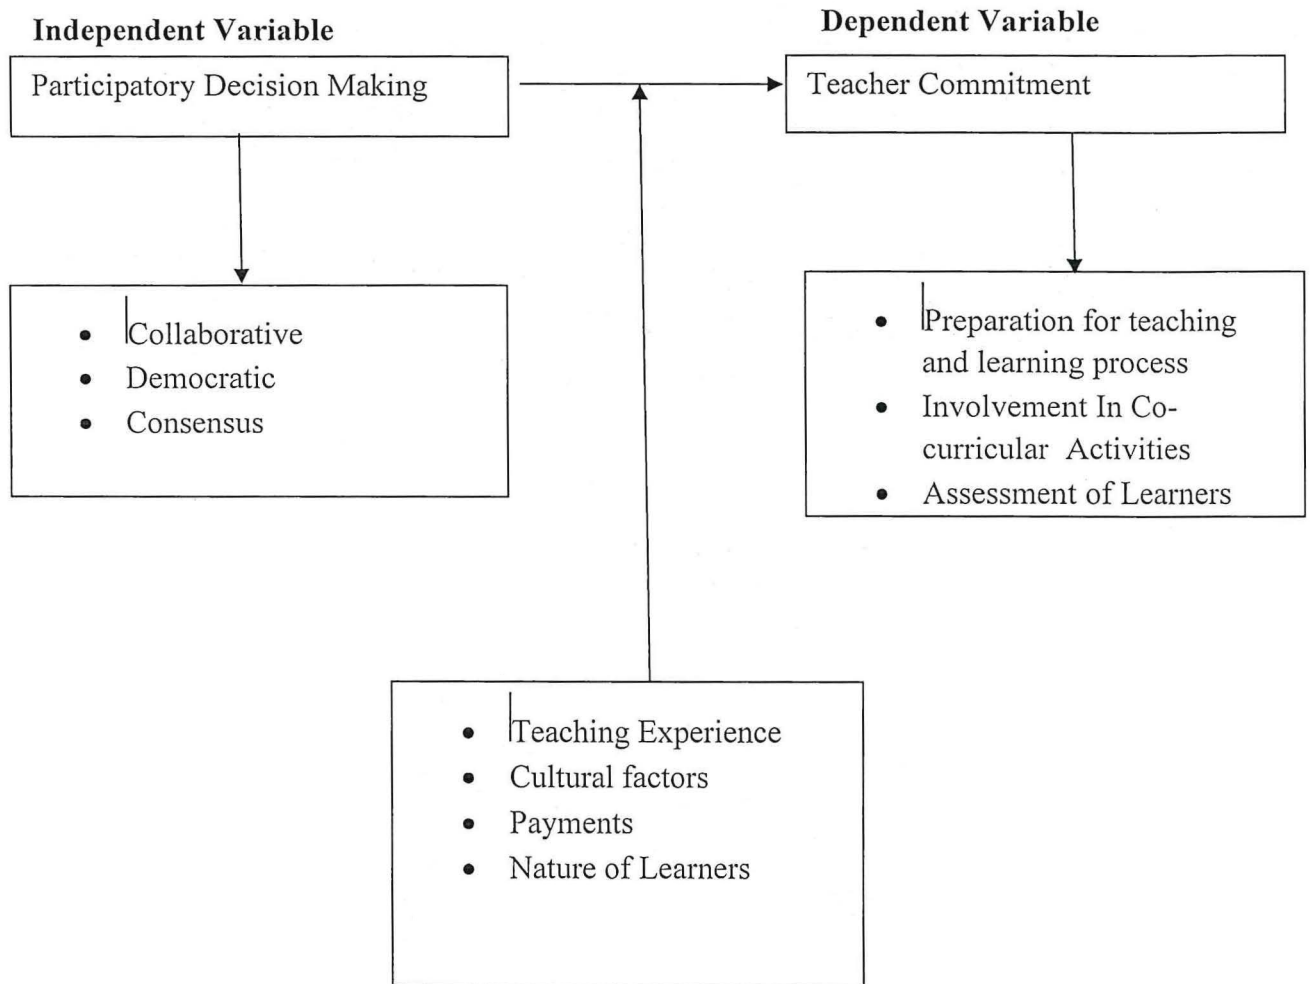 Independent Variable
Dependent Variable
Participatory Decision Making
Teacher Commitment
• Collaborative
• Democratic
• Consensus
• Preparation for teaching
and learning process
• Involvement In Co-
curricular Activities
• Assessment of Learners
• Teaching Experience
• Cultural factors
• Payments
• Nature of Learners